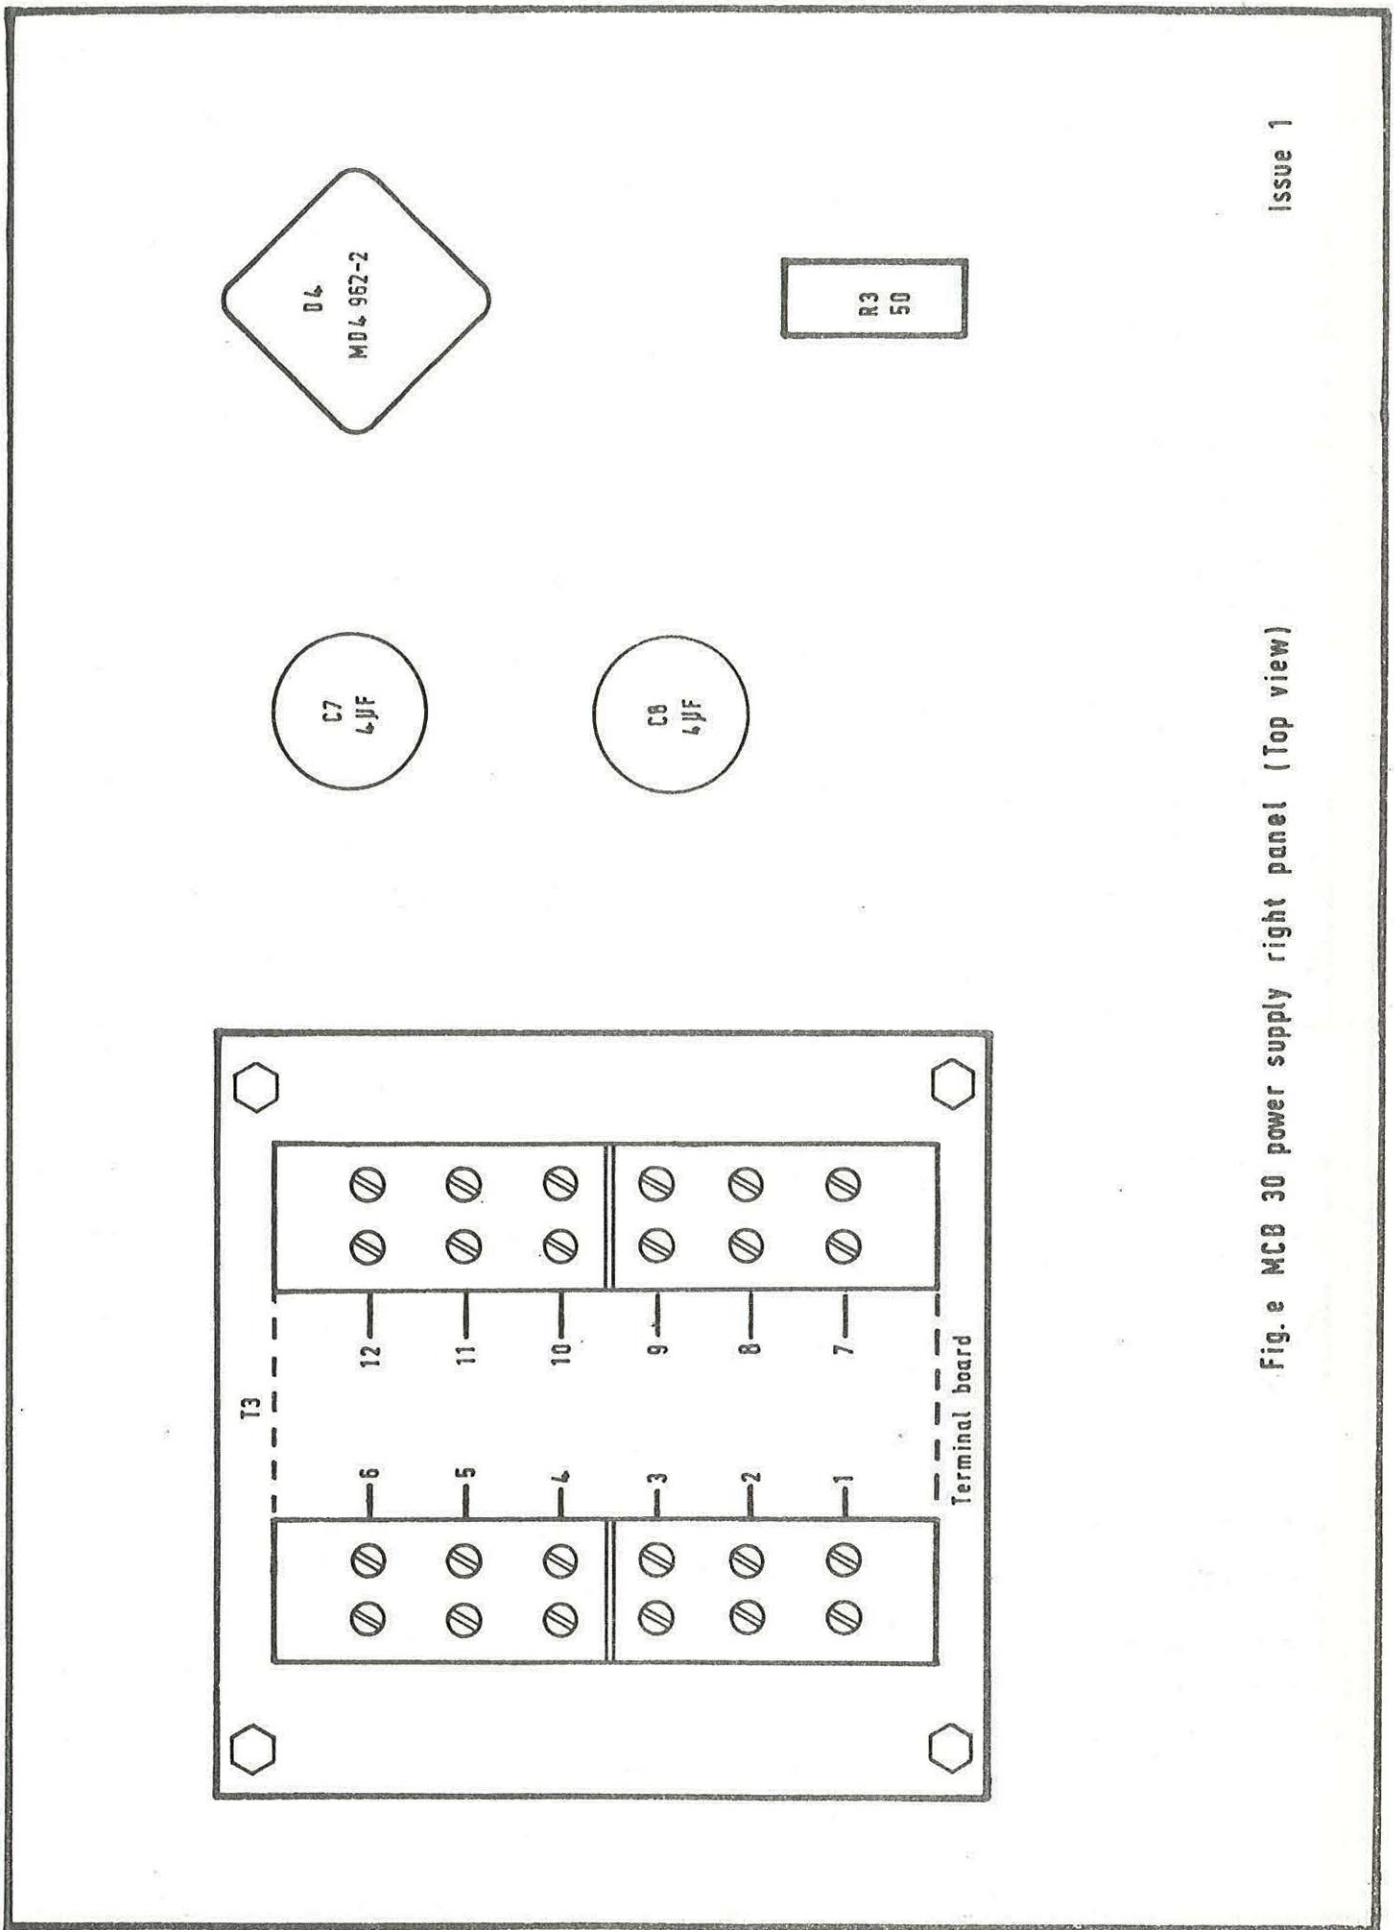 T3
6
12
5
11
4
10
3
9
2
8
1
7
Terminal board
C7
4µF
C8
4µF
D4
MD4 962-2
R3
50
Fig. e MCB 30 power supply right panel (Top view)
Issue 1